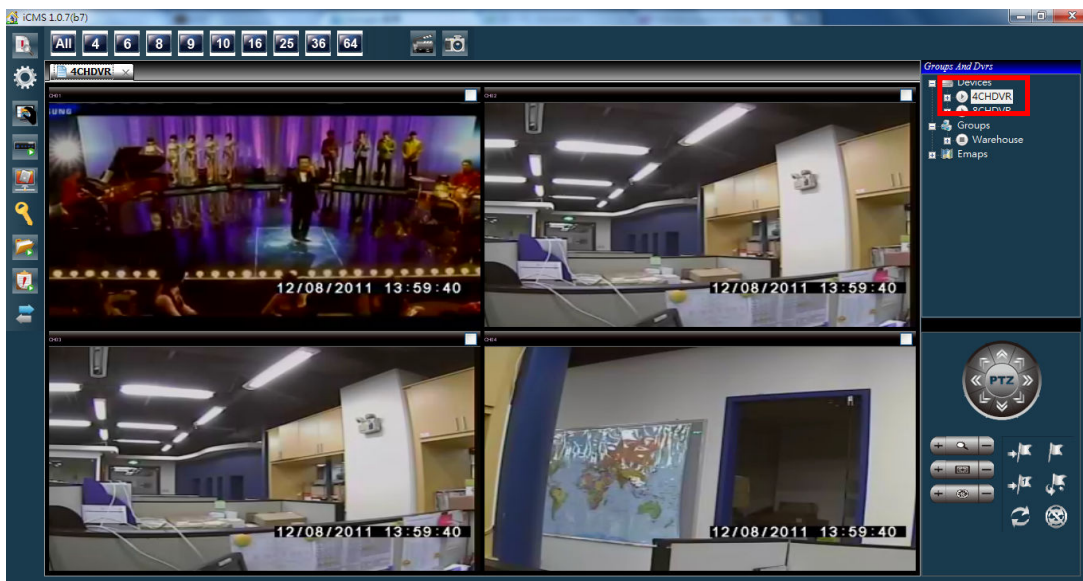 iCMS 1.0.7(b7)
All 4 6 8 9 10 16 25 36 64
4CHDVR
Groups And Dvrs
Devices
4CHDVR
8CHDVR
Groups
Warehouse
Emaps
CH01
CH02
12/08/2011 13:59:40
12/08/2011 13:59:40
CH03
CH04
12/08/2011 13:59:40
12/08/2011 13:59:40
PTZ